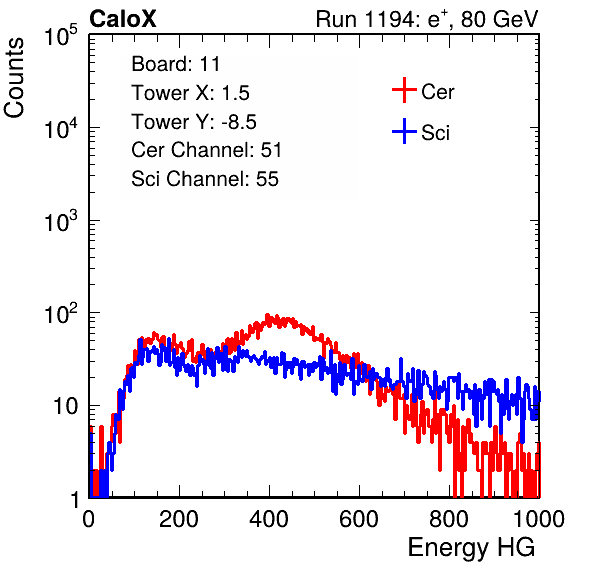 CaloX Run 1194: e⁺, 80 GeV
Counts
10⁵
10⁴
10³
10²
10
1
Board: 11
Tower X: 1.5
Tower Y: -8.5
Cer Channel: 51
Sci Channel: 55
Cer
Sci
0 200 400 600 800 1000
Energy HG